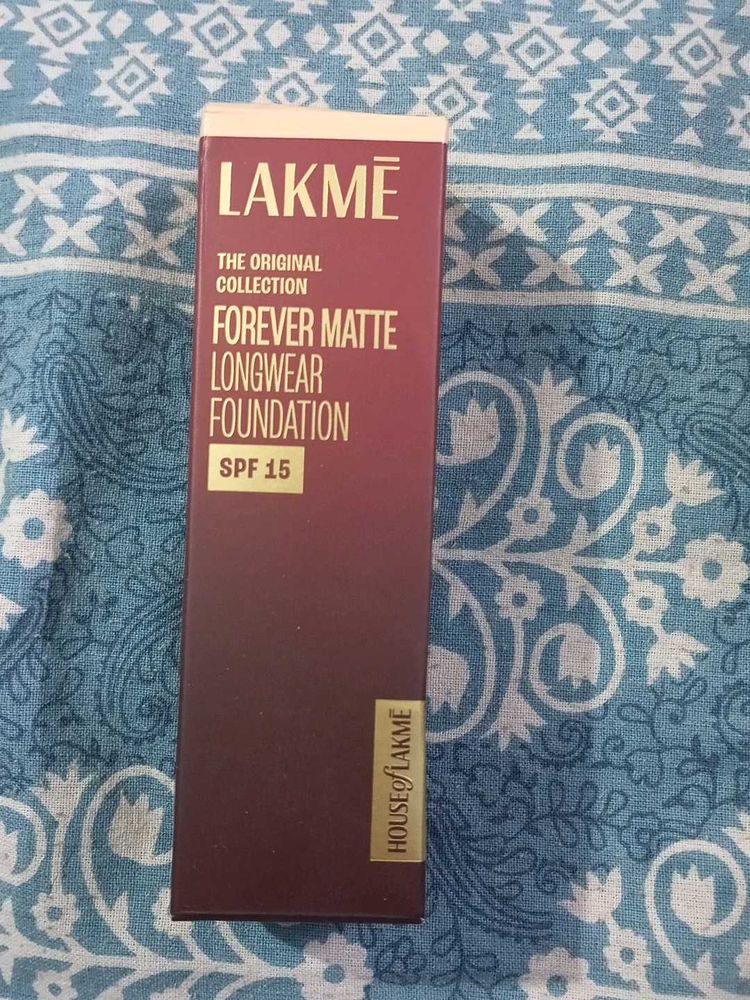 LAKMĒ
THE ORIGINAL
COLLECTION
FOREVER MATTE
LONGWEAR
FOUNDATION
SPF 15
HOUSE of LAKMĒ